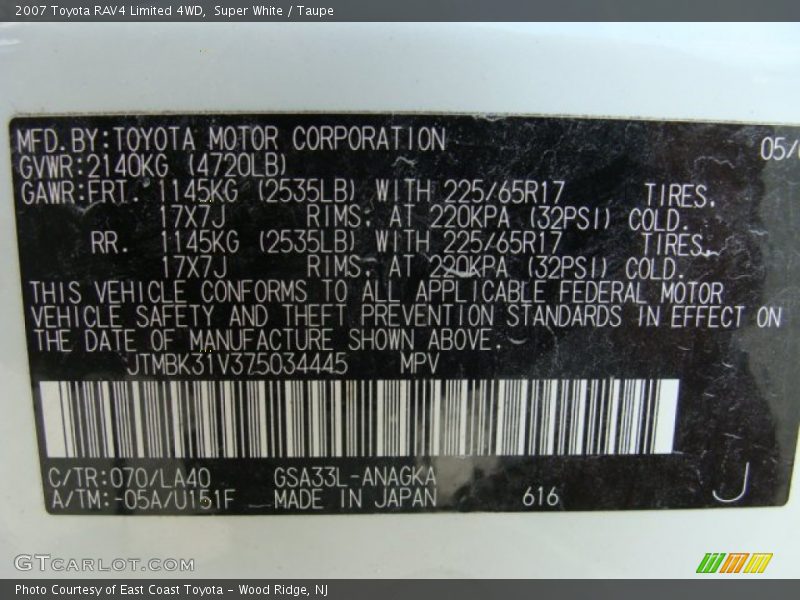 2007 Toyota RAV4 Limited 4WD, Super White / Taupe
MFD.BY:TOYOTA MOTOR CORPORATION 05/
GVWR:2140KG (4720LB)
GAWR:FRT. 1145KG (2535LB) WITH 225/65R17 TIRES.
17X7J RIMS: AT 220KPA (32PSI) COLD.
RR. 1145KG (2535LB) WITH 225/65R17 TIRES.
17X7J RIMS: AT 220KPA (32PSI) COLD.
THIS VEHICLE CONFORMS TO ALL APPLICABLE FEDERAL MOTOR
VEHICLE SAFETY AND THEFT PREVENTION STANDARDS IN EFFECT ON
THE DATE OF MANUFACTURE SHOWN ABOVE.
JTMBK31V375034445 MPV
C/TR:070/LA40 GSA33L-ANAGKA
A/TM:-05A/U151F MADE IN JAPAN 616 J
GTCARLOT.COM
Photo Courtesy of East Coast Toyota - Wood Ridge, NJ